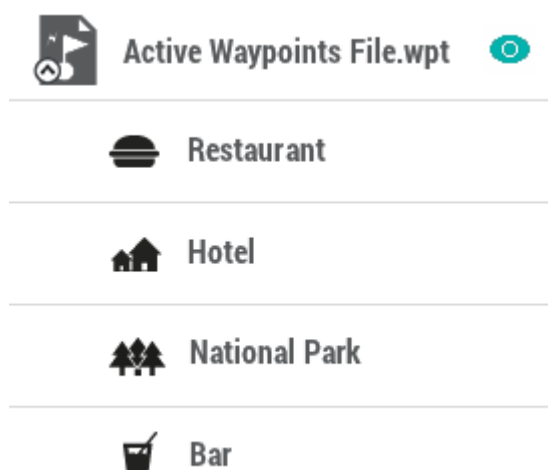 Active Waypoints File.wpt
Restaurant
Hotel
National Park
Bar